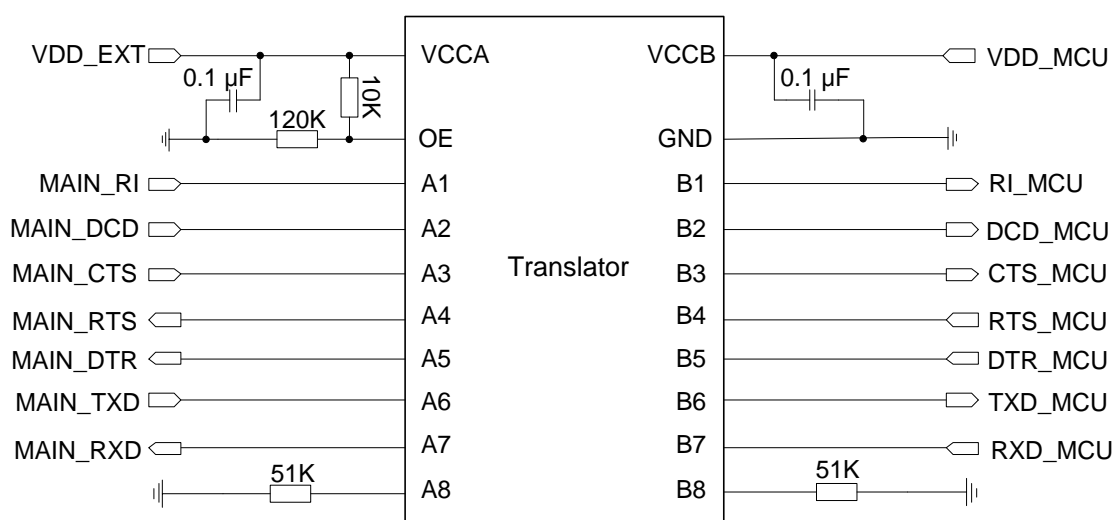 VDD_EXT VCCA VCCB VDD_MCU
0.1 µF 10K 0.1 µF
120K
OE GND
MAIN_RI A1 B1 RI_MCU
MAIN_DCD A2 B2 DCD_MCU
MAIN_CTS A3 Translator B3 CTS_MCU
MAIN_RTS A4 B4 RTS_MCU
MAIN_DTR A5 B5 DTR_MCU
MAIN_TXD A6 B6 TXD_MCU
MAIN_RXD A7 B7 RXD_MCU
51K A8 B8 51K